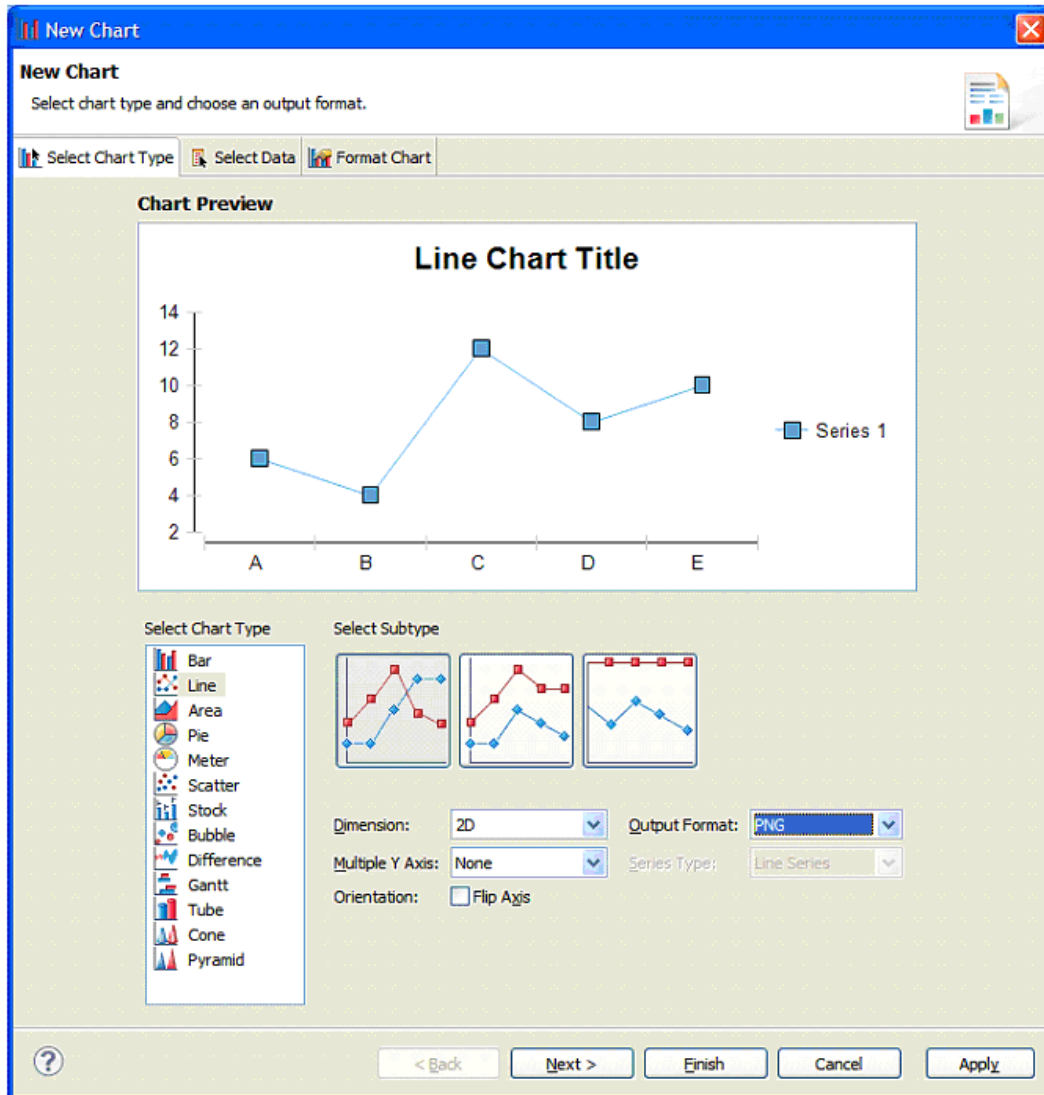 New Chart
New Chart
Select chart type and choose an output format.
Select Chart Type
Select Data
Format Chart
Chart Preview
Line Chart Title
14
12
10
8
6
4
2
A
B
C
D
E
Series 1
Select Chart Type
Bar
Line
Area
Pie
Meter
Scatter
Stock
Bubble
Difference
Gantt
Tube
Cone
Pyramid
Select Subtype
Dimension:
2D
Output Format:
PNG
Multiple Y Axis:
None
Series Type:
Line Series
Orientation:
Flip Axis
?
< Back
Next >
Finish
Cancel
Apply